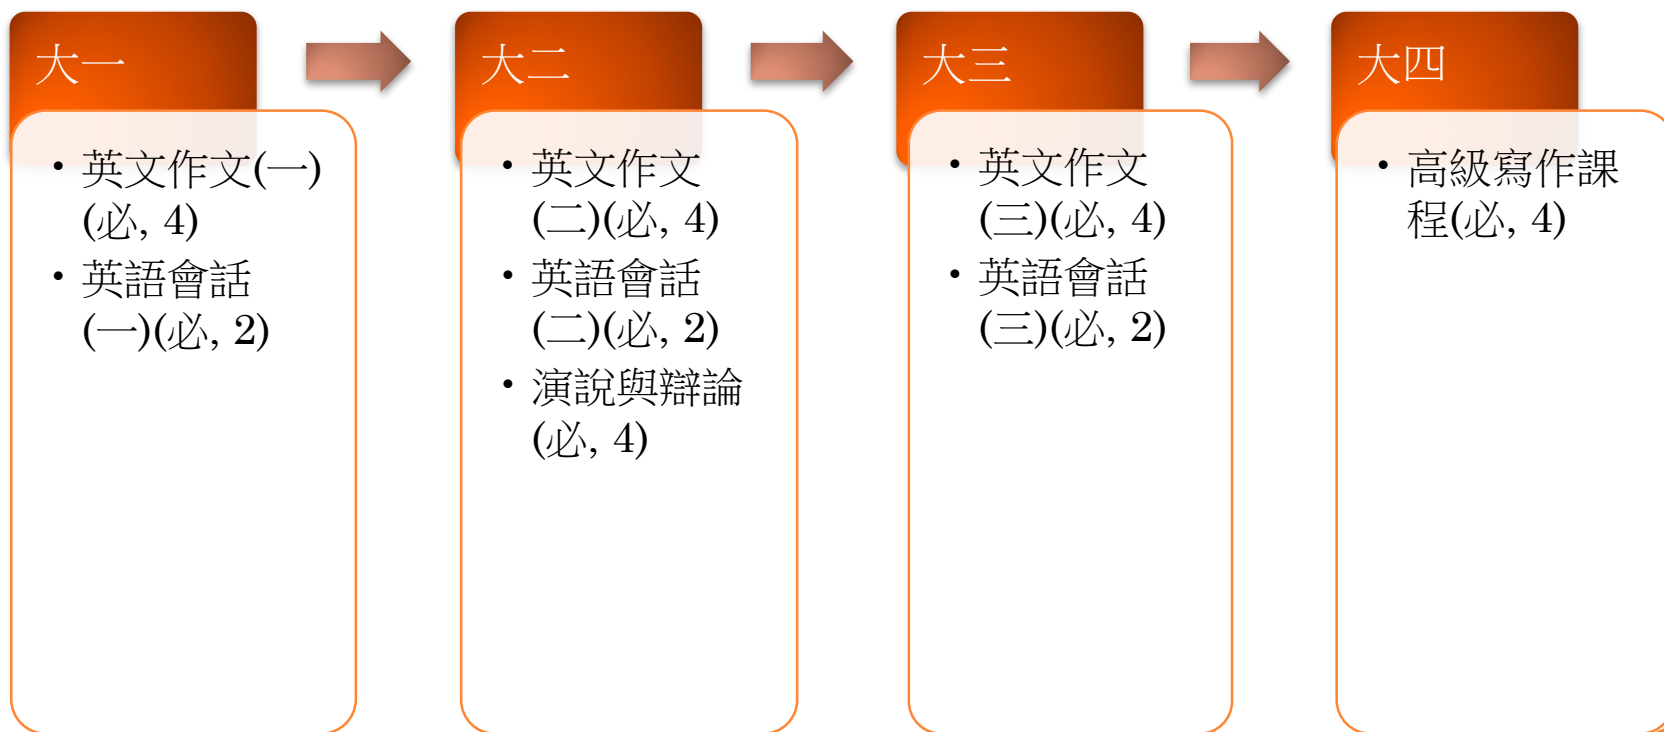 大一
• 英文作文(一)
(必, 4)
• 英語會話
(一)(必, 2)
大二
• 英文作文
(二)(必, 4)
• 英語會話
(二)(必, 2)
• 演說與辯論
(必, 4)
大三
• 英文作文
(三)(必, 4)
• 英語會話
(三)(必, 2)
大四
• 高級寫作課
程(必, 4)